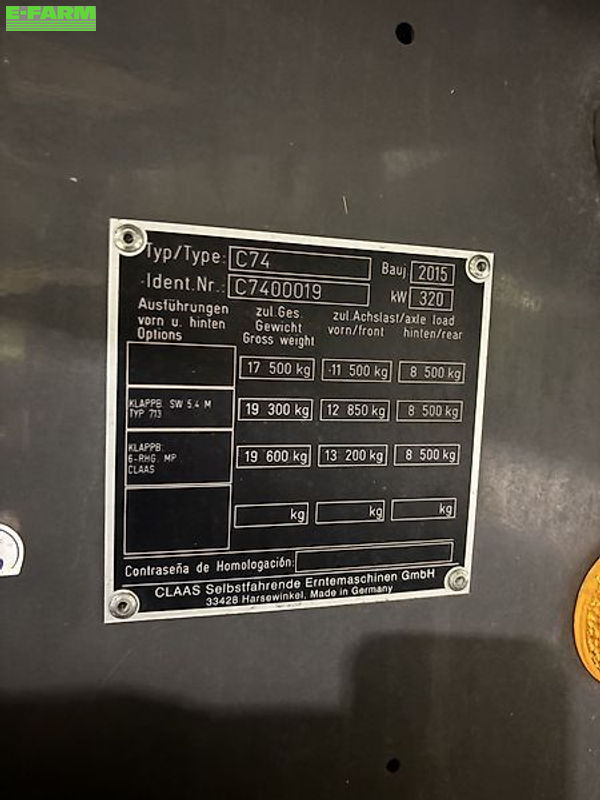 E-FARM
Typ/Type: C74 Bauj. 2015
Ident.Nr.: C7400019 kW 320
Ausführungen zul. Ges. zul.Achslast/axle load
vorn u. hinten Gewicht vorn/front hinten/rear
Options Gross weight
17 500 kg 11 500 kg 8 500 kg
KLAPPB. SW 5.4 M
TYP 713
19 300 kg 12 850 kg 8 500 kg
KLAPPB.
6-RHG MP
CLAAS
19 600 kg 13 200 kg 8 500 kg
kg kg kg
Contraseña de Homologación:
CLAAS Selbstfahrende Erntemaschinen GmbH
33428 Harsewinkel, Made in Germany